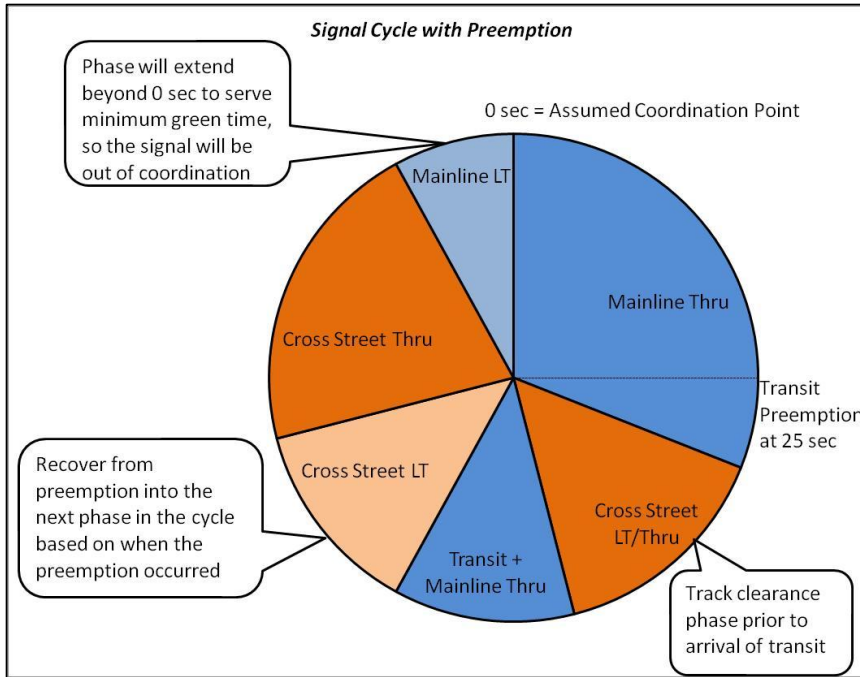 Signal Cycle with Preemption
Phase will extend
beyond 0 sec to serve
minimum green time,
so the signal will be
out of coordination
0 sec = Assumed Coordination Point
Mainline LT
Mainline Thru
Cross Street Thru
Transit
Preemption
at 25 sec
Recover from
preemption into the
next phase in the cycle
based on when the
preemption occurred
Cross Street LT
Cross Street
LT/Thru
Transit +
Mainline Thru
Track clearance
phase prior to
arrival of transit